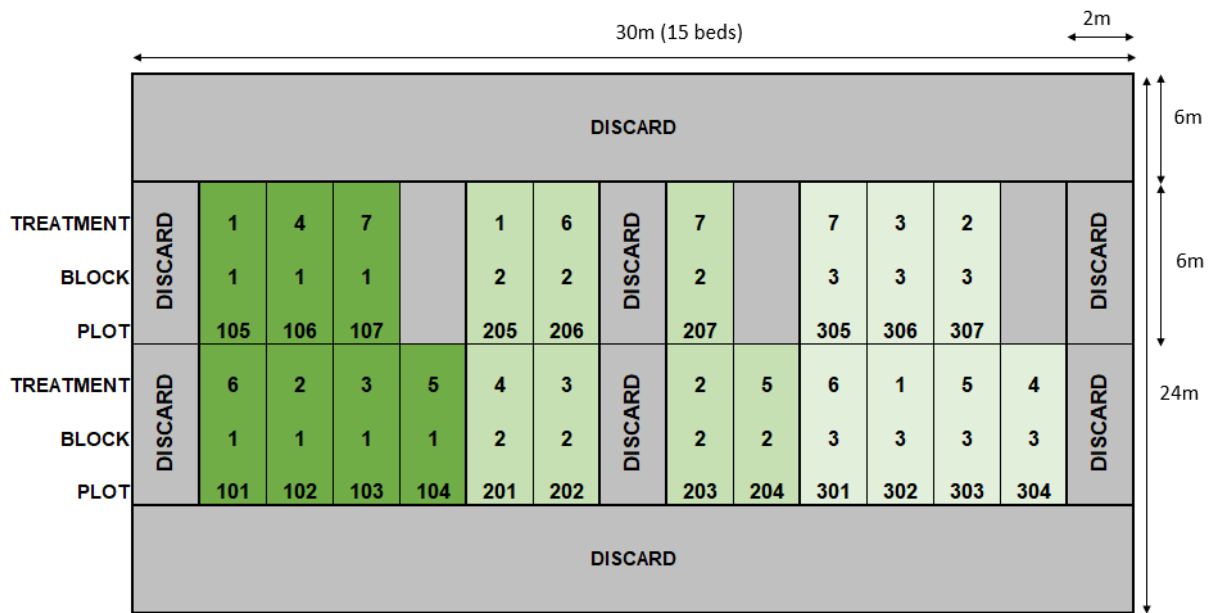 2m
30m (15 beds)
DISCARD
6m
TREATMENT DISCARD 1 4 7 1 6 DISCARD 7 7 3 2 DISCARD
BLOCK 1 1 1 2 2 2 3 3 3
6m
PLOT 105 106 107 205 206 207 305 306 307
TREATMENT DISCARD 6 2 3 5 4 3 DISCARD 2 5 6 1 5 4 DISCARD
24m
BLOCK 1 1 1 1 2 2 2 2 3 3 3 3
PLOT 101 102 103 104 201 202 203 204 301 302 303 304
DISCARD